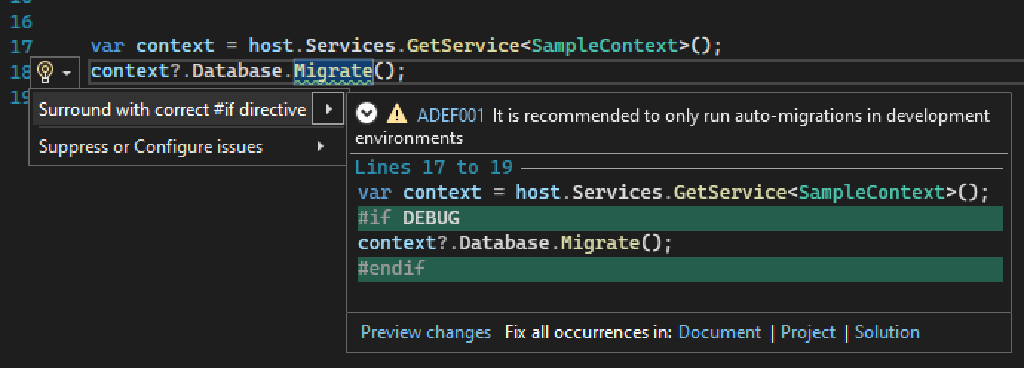 16
17 var context = host.Services.GetService<SampleContext>();
18 context?.Database.Migrate();
19
Surround with correct #if directive
Suppress or Configure issues
ADEF001 It is recommended to only run auto-migrations in development
environments
Lines 17 to 19
var context = host.Services.GetService<SampleContext>();
#if DEBUG
context?.Database.Migrate();
#endif
Preview changes Fix all occurrences in: Document | Project | Solution